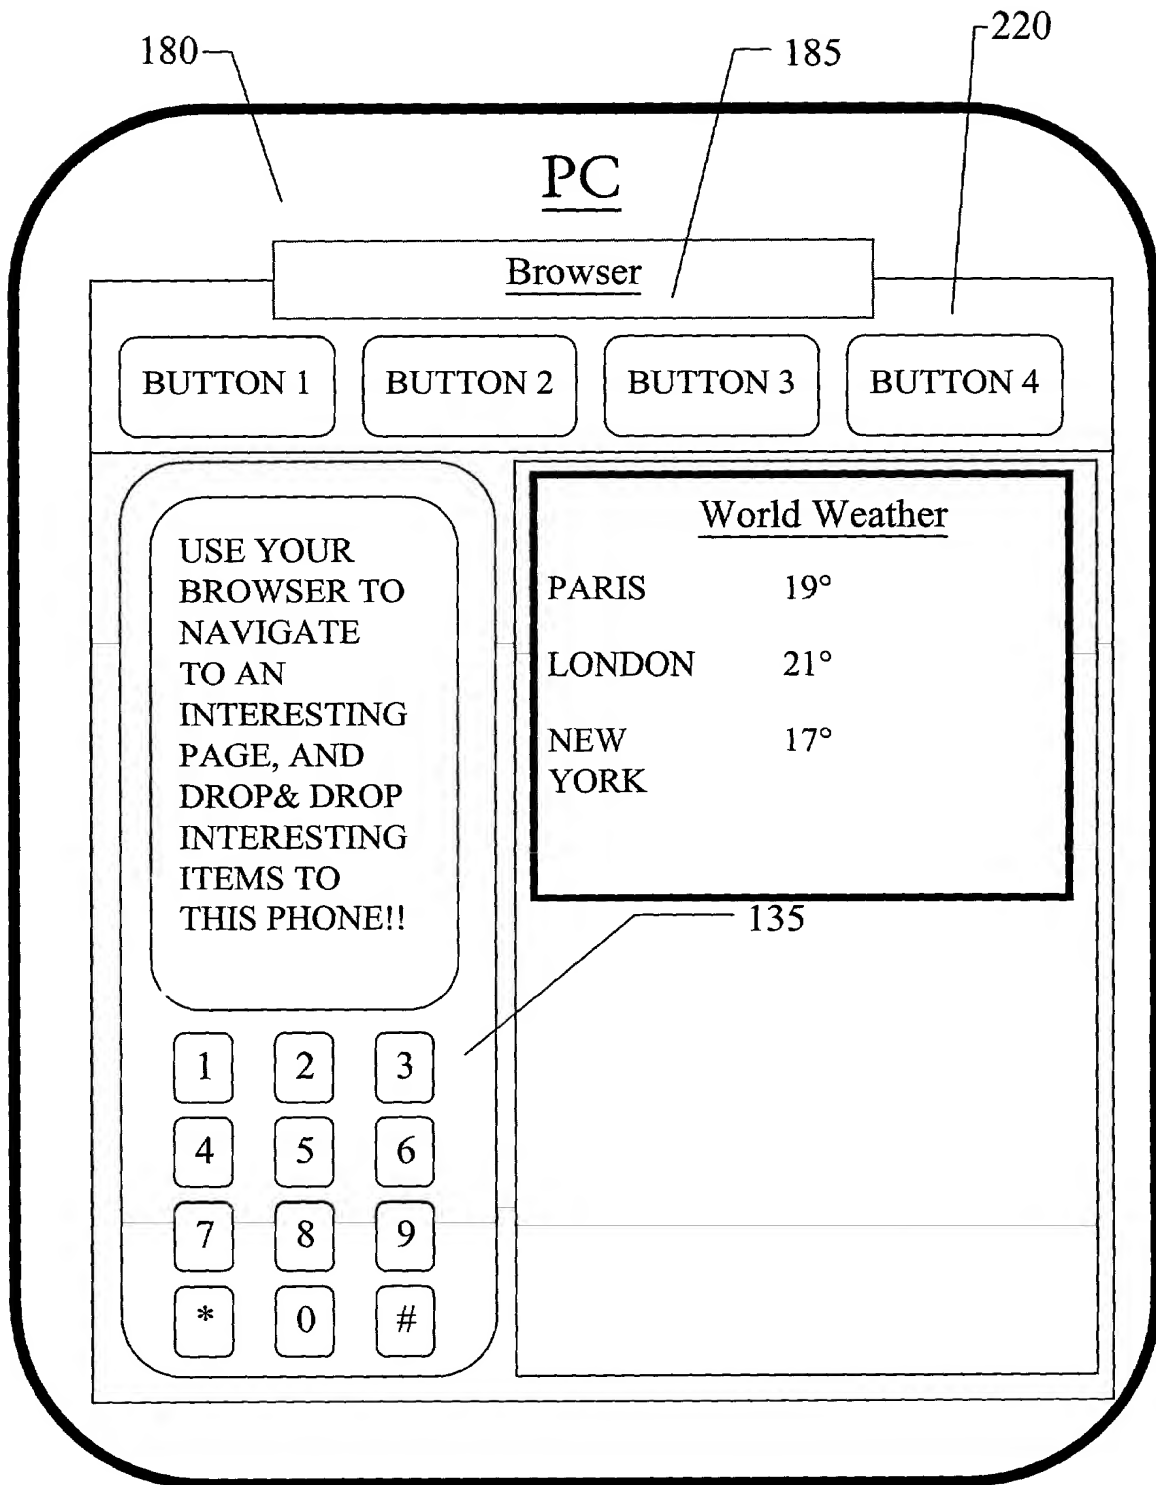 180
185
220
PC
Browser
BUTTON 1
BUTTON 2
BUTTON 3
BUTTON 4
USE YOUR
BROWSER TO
NAVIGATE
TO AN
INTERESTING
PAGE, AND
DROP& DROP
INTERESTING
ITEMS TO
THIS PHONE!!
World Weather
PARIS 19°
LONDON 21°
NEW 17°
YORK
135
1 2 3
4 5 6
7 8 9
* 0 #